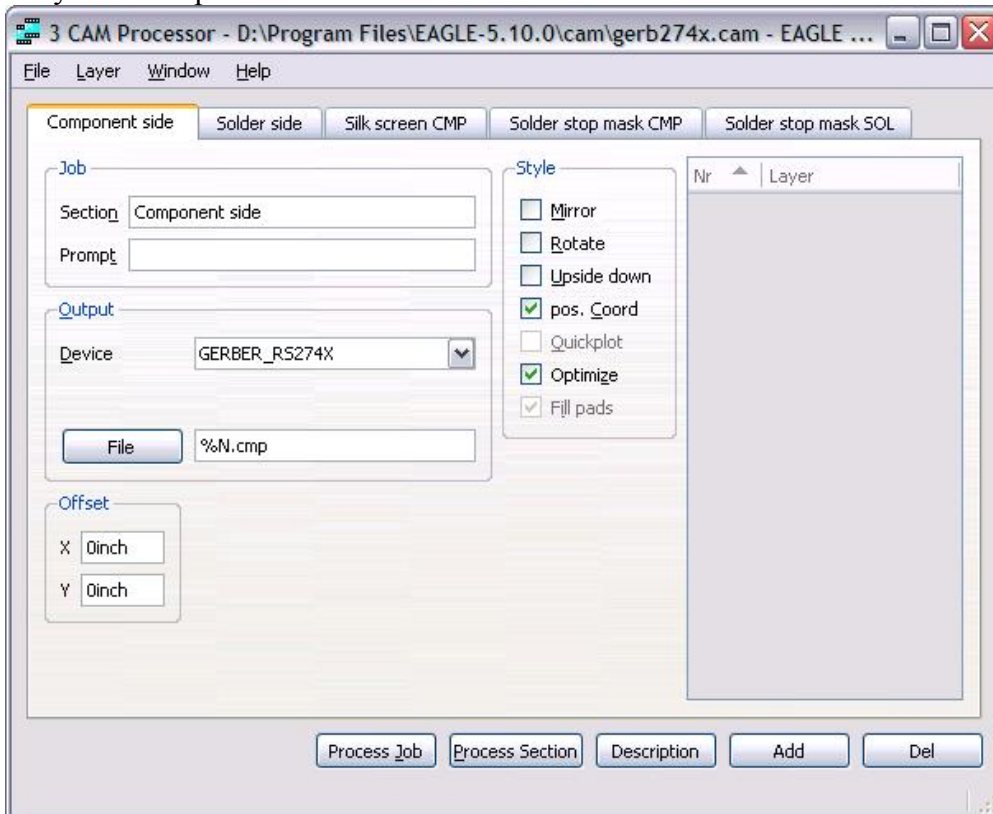 3 CAM Processor - D:\Program Files\EAGLE-5.10.0\cam\gerb274x.cam - EAGLE ...
File Layer Window Help
Component side Solder side Silk screen CMP Solder stop mask CMP Solder stop mask SOL
Job
Section Component side
Prompt
Output
Device GERBER_RS274X
File %N.cmp
Offset
X 0inch
Y 0inch
Style
Mirror
Rotate
Upside down
pos. Coord
Quickplot
Optimize
Fill pads
Nr Layer
Process Job Process Section Description Add Del